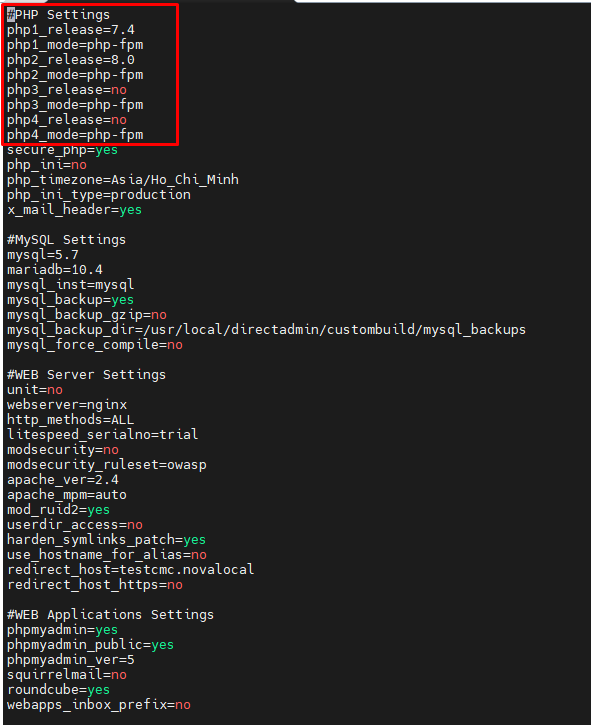 #PHP Settings
php1_release=7.4
php1_mode=php-fpm
php2_release=8.0
php2_mode=php-fpm
php3_release=no
php3_mode=php-fpm
php4_release=no
php4_mode=php-fpm
secure_php=yes
php_ini=no
php_timezone=Asia/Ho_Chi_Minh
php_ini_type=production
x_mail_header=yes
#MySQL Settings
mysql=5.7
mariadb=10.4
mysql_inst=mysql
mysql_backup=yes
mysql_backup_gzip=no
mysql_backup_dir=/usr/local/directadmin/custombuild/mysql_backups
mysql_force_compile=no
#WEB Server Settings
unit=no
webserver=nginx
http_methods=ALL
litespeed_serialno=trial
modsecurity=no
modsecurity_ruleset=owasp
apache_ver=2.4
apache_mpm=auto
mod_ruid2=yes
userdir_access=no
harden_symlinks_patch=yes
use_hostname_for_alias=no
redirect_host=testcmc.novalocal
redirect_host_https=no
#WEB Applications Settings
phpmyadmin=yes
phpmyadmin_public=yes
phpmyadmin_ver=5
squirrelmail=no
roundcube=yes
webapps_inbox_prefix=no